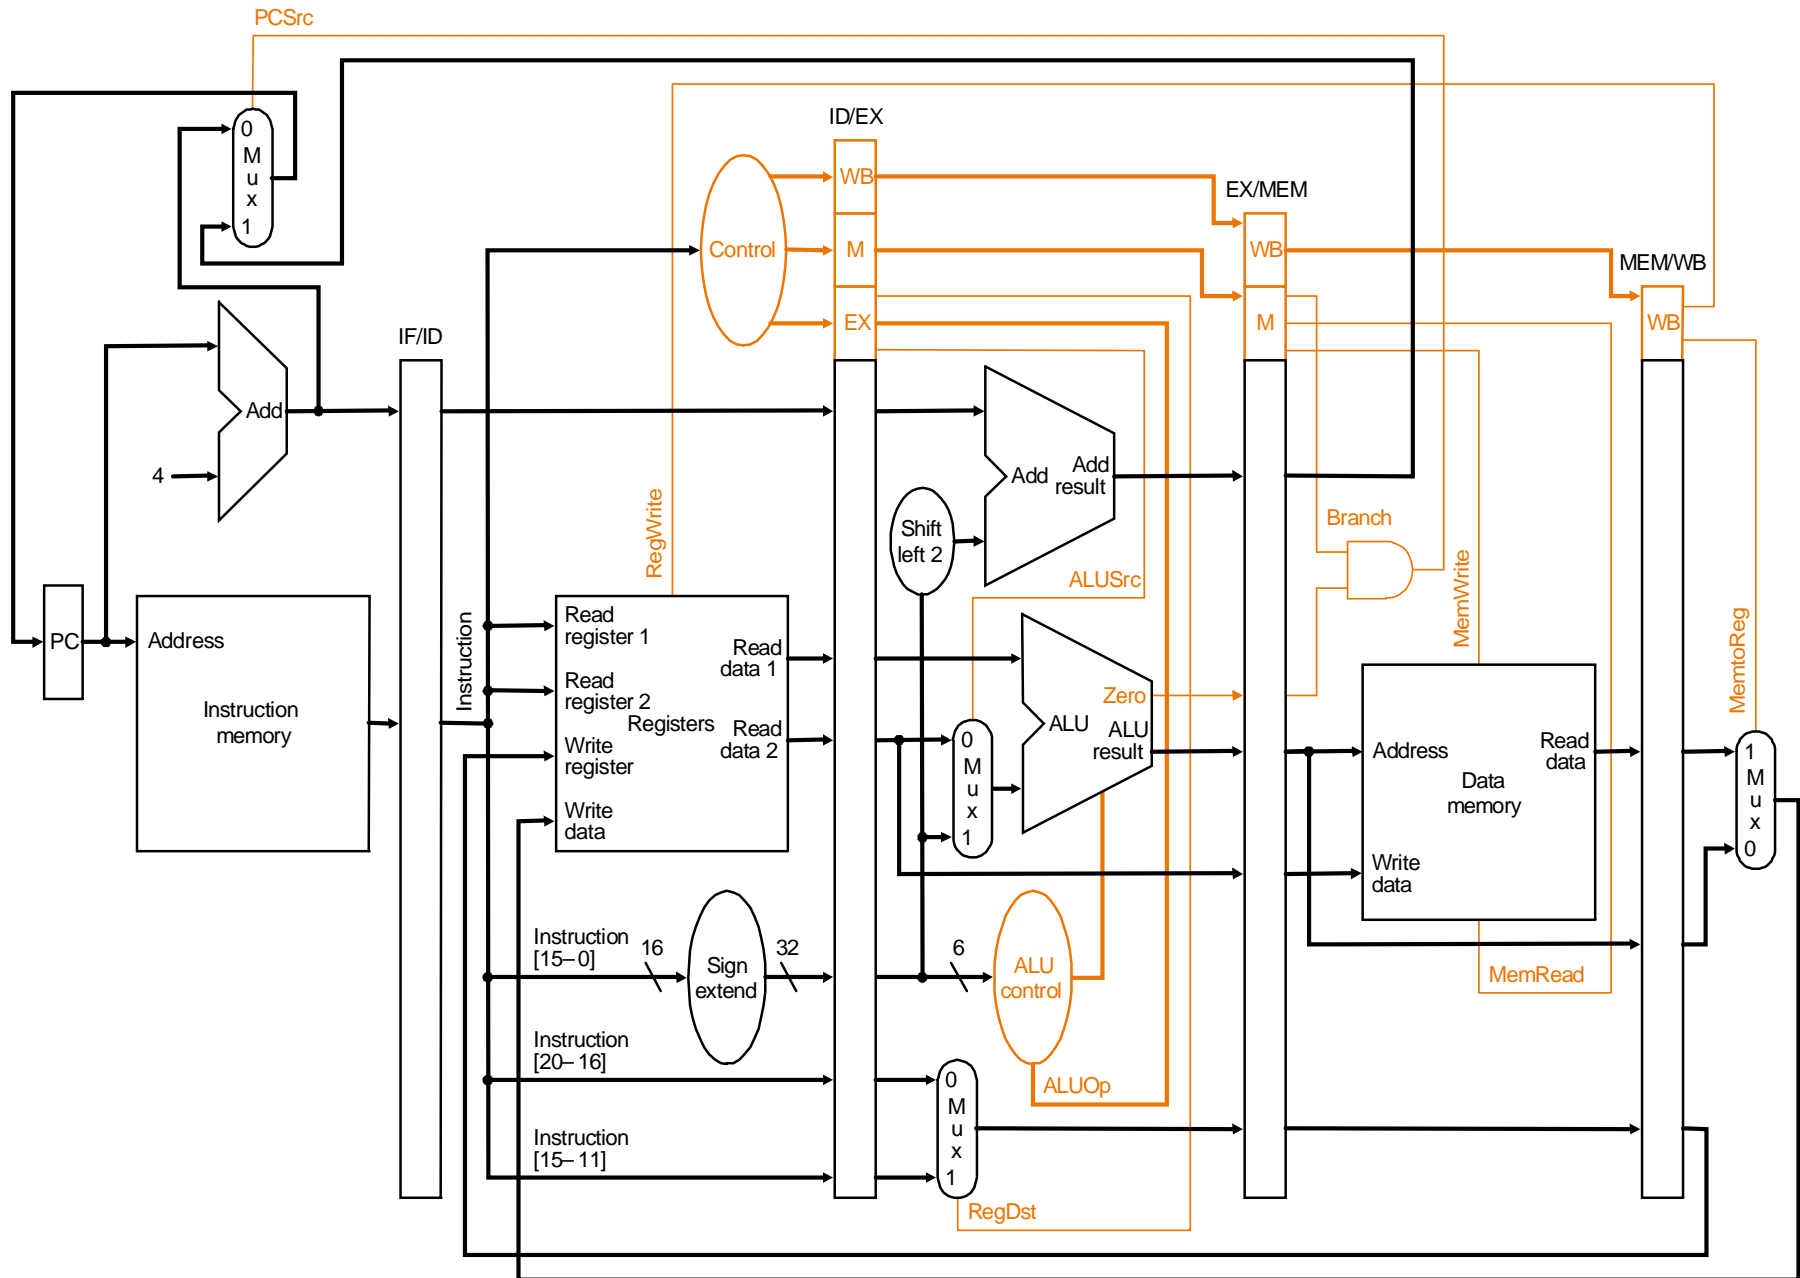 PCSrc
ID/EX
0
M
u
x
1
WB
EX/MEM
Control
M
WB
MEM/WB
EX
M
WB
IF/ID
Add
4
Add
Add
result
Shift
left 2
RegWrite
Branch
ALUSrc
MemWrite
MemtoReg
PC
Address
Instruction
memory
Instruction
Read
register 1
Read
register 2
Registers
Write
register
Write
data
Read
data 1
Read
data 2
0
M
u
x
1
Zero
ALU
ALU
result
Address
Read
data
Data
memory
Write
data
1
M
u
x
0
Instruction
[15–0]
16
Sign
extend
32
6
ALU
control
MemRead
Instruction
[20–16]
ALUOp
0
M
u
x
1
Instruction
[15–11]
RegDst